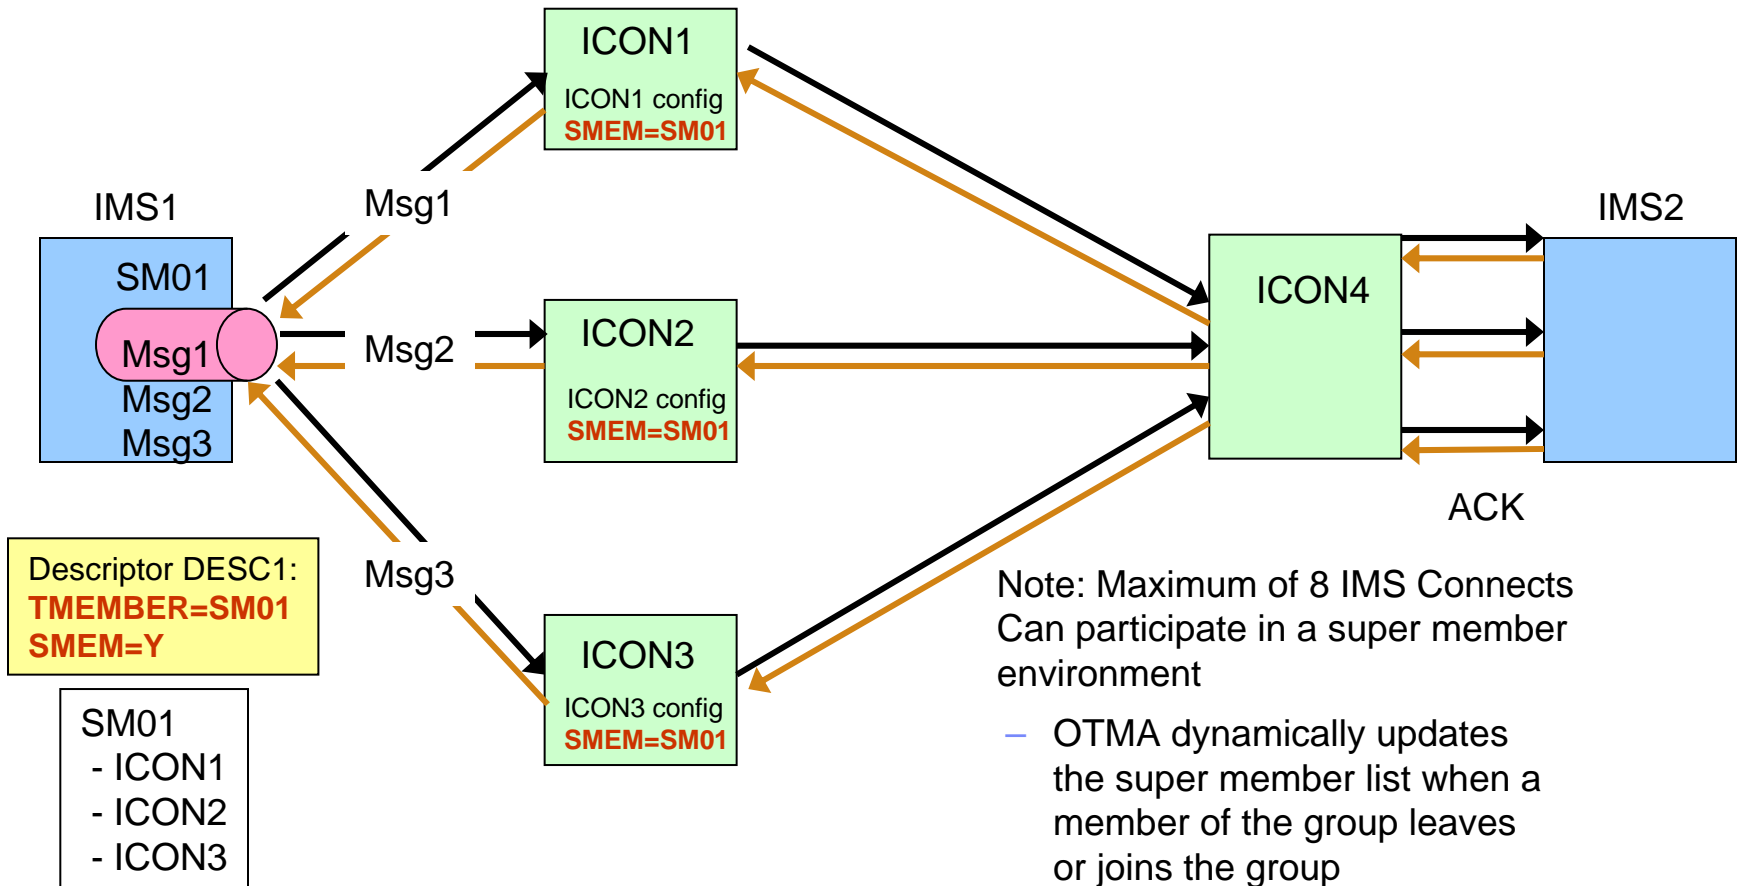 ICON1
ICON1 config
SMEM=SM01
IMS1
Msg1
IMS2
SM01
ICON4
Msg1
Msg2
Msg3
Msg2
ICON2
ICON2 config
SMEM=SM01
ACK
Descriptor DESC1:
TMEMBER=SM01
SMEM=Y
Msg3
ICON3
ICON3 config
SMEM=SM01
SM01
- ICON1
- ICON2
- ICON3
Note: Maximum of 8 IMS Connects
Can participate in a super member
environment
– OTMA dynamically updates
the super member list when a
member of the group leaves
or joins the group